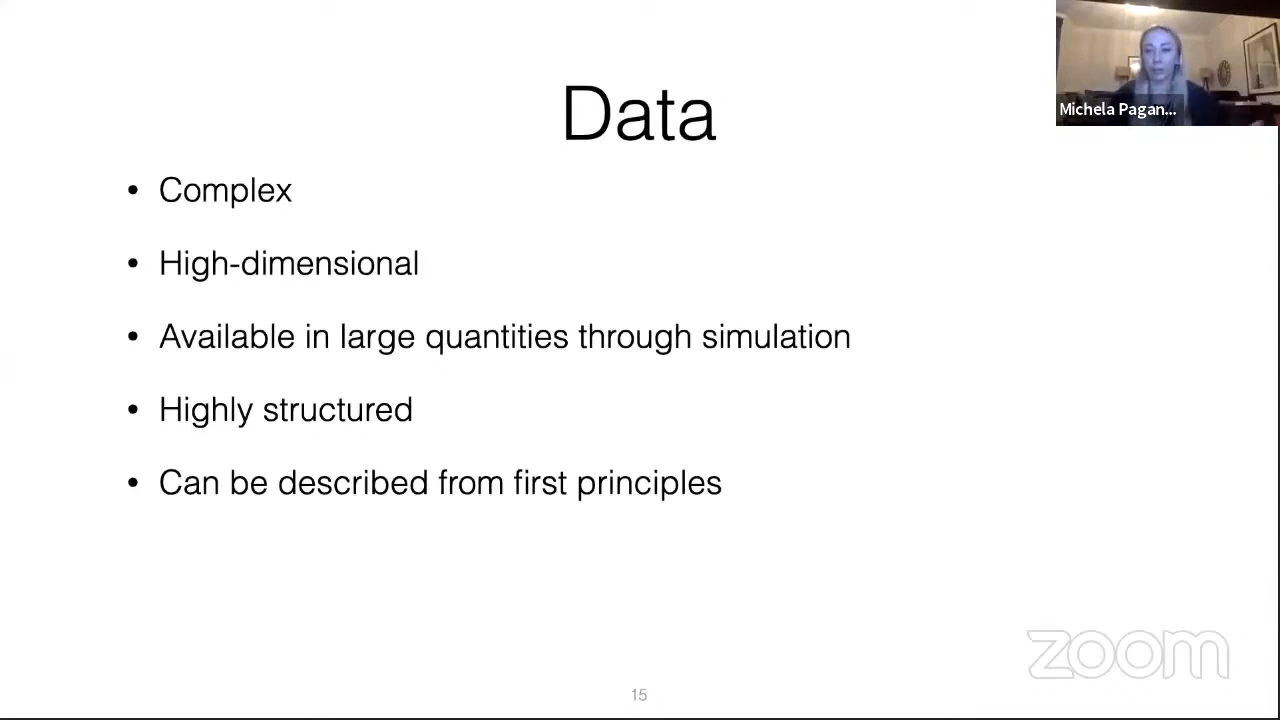 Data
Michela Pagan...
• Complex
• High-dimensional
• Available in large quantities through simulation
• Highly structured
• Can be described from first principles
zoom
15